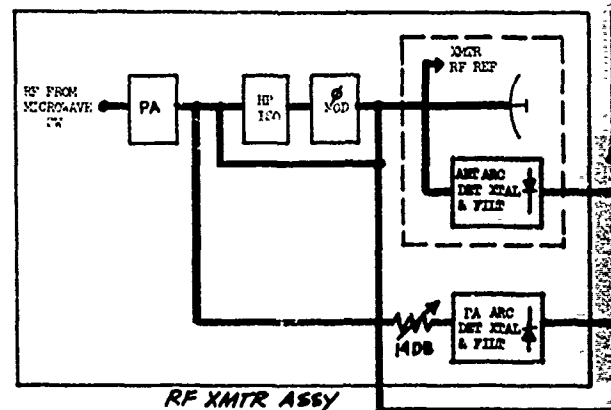 XMTR
RF REF
RF FROM
MICROWAVE
PA
HP
ISO
φ
MOD
ANT ARC
DET XTAL
& FILT
PA ARC
DET XTAL
& FILT
14DB
RF XMTR ASSY